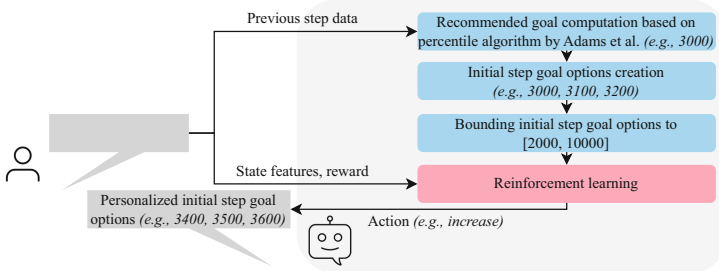 Previous step data
Recommended goal computation based on
percentile algorithm by Adams et al. (e.g., 3000)
Initial step goal options creation
(e.g., 3000, 3100, 3200)
Bounding initial step goal options to
[2000, 10000]
State features, reward
Reinforcement learning
Personalized initial step goal
options (e.g., 3400, 3500, 3600)
Action (e.g., increase)